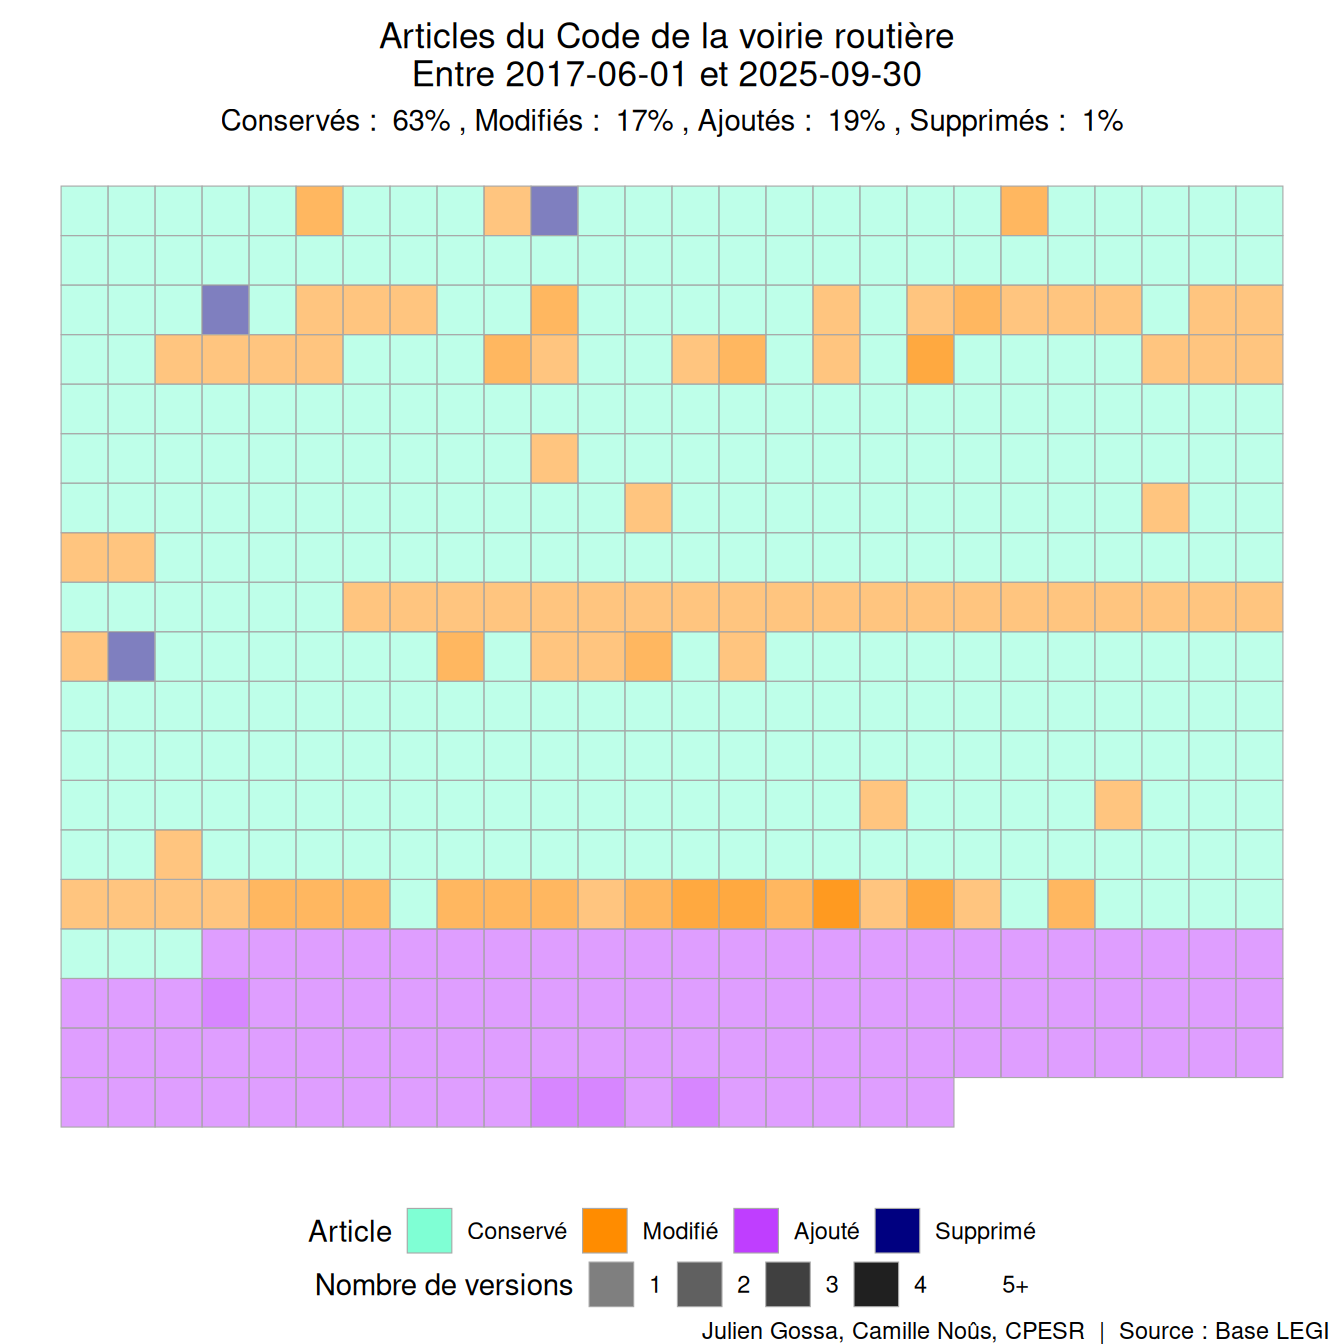 Articles du Code de la voirie routière
Entre 2017-06-01 et 2025-09-30
Conservés :  63% , Modifiés :  17% , Ajoutés :  19% , Supprimés :  1%
Article Conservé Modifié Ajouté Supprimé
Nombre de versions 1 2 3 4 5+
Julien Gossa, Camille Noûs, CPESR | Source : Base LEGI